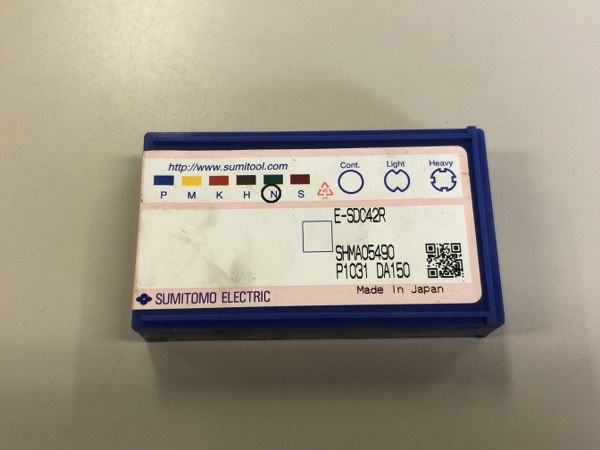 http://www.sumitool.com
Cont. Light Heavy
P M K H N S
E-SDC42R
SHMA05490
P1031 DA150
Made In Japan
SUMITOMO ELECTRIC